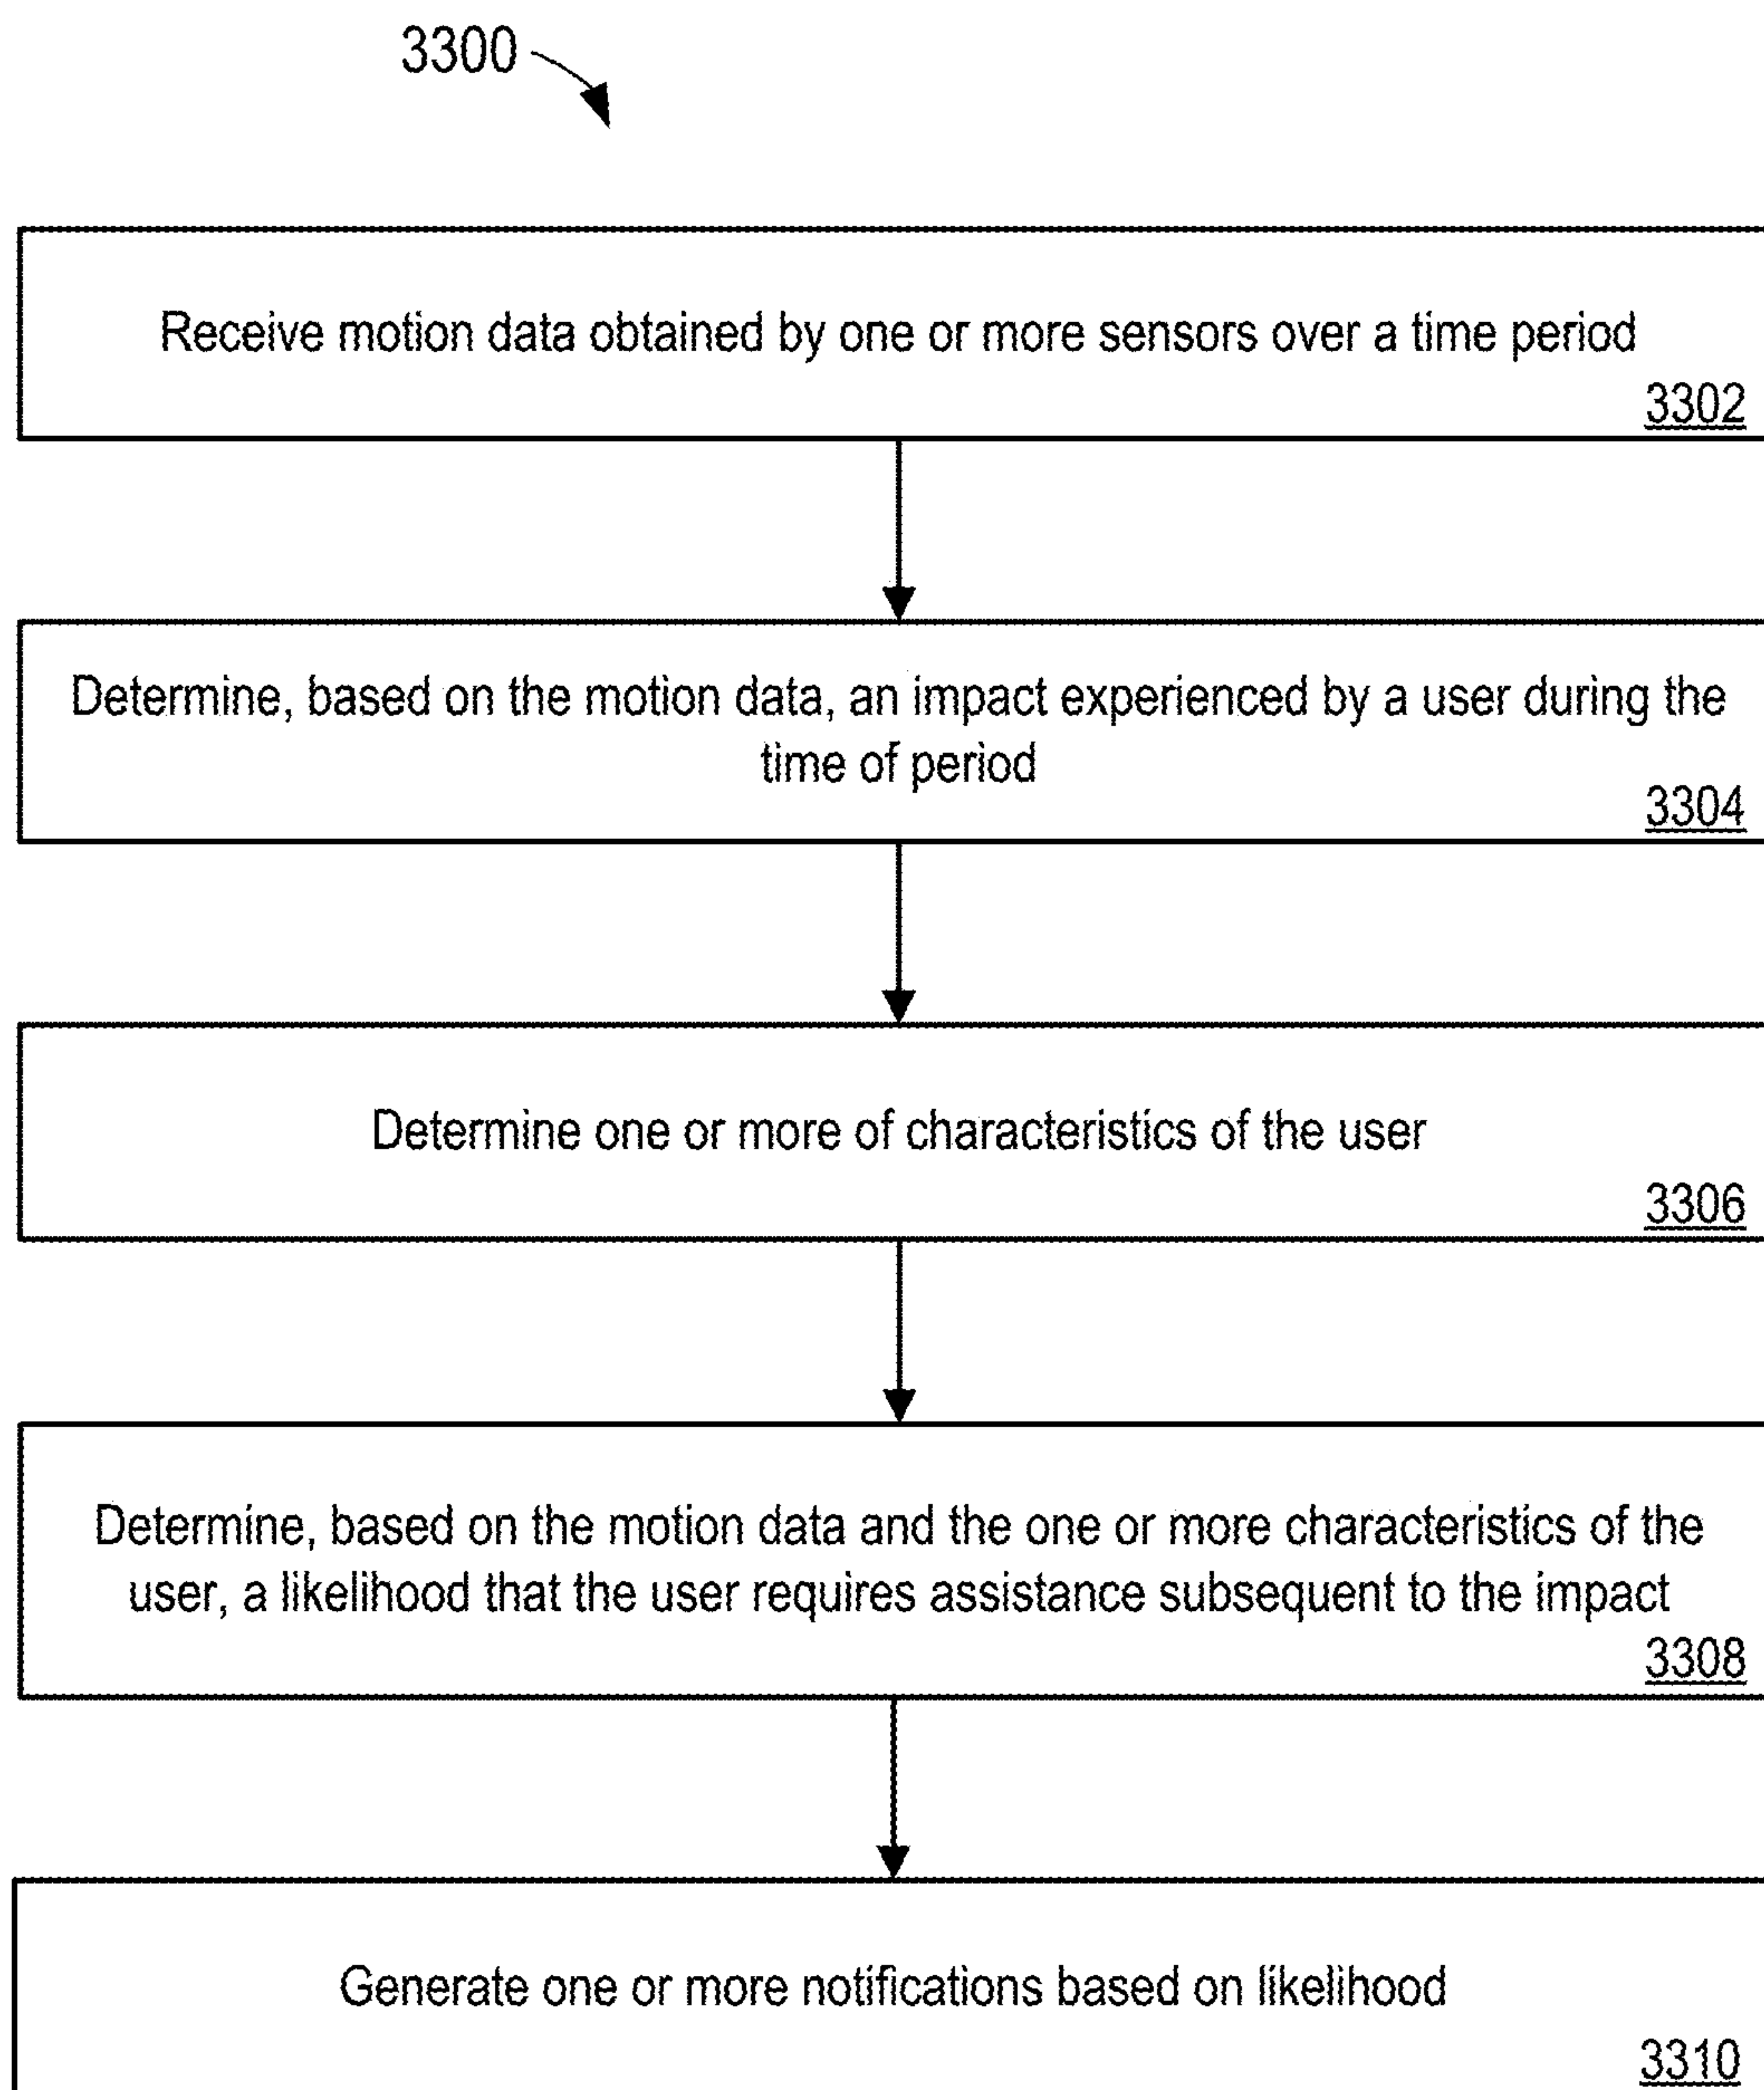 3300
Receive motion data obtained by one or more sensors over a time period
3302
Determine, based on the motion data, an impact experienced by a user during the
time of period
3304
Determine one or more of characteristics of the user
3306
Determine, based on the motion data and the one or more characteristics of the
user, a likelihood that the user requires assistance subsequent to the impact
3308
Generate one or more notifications based on likelihood
3310